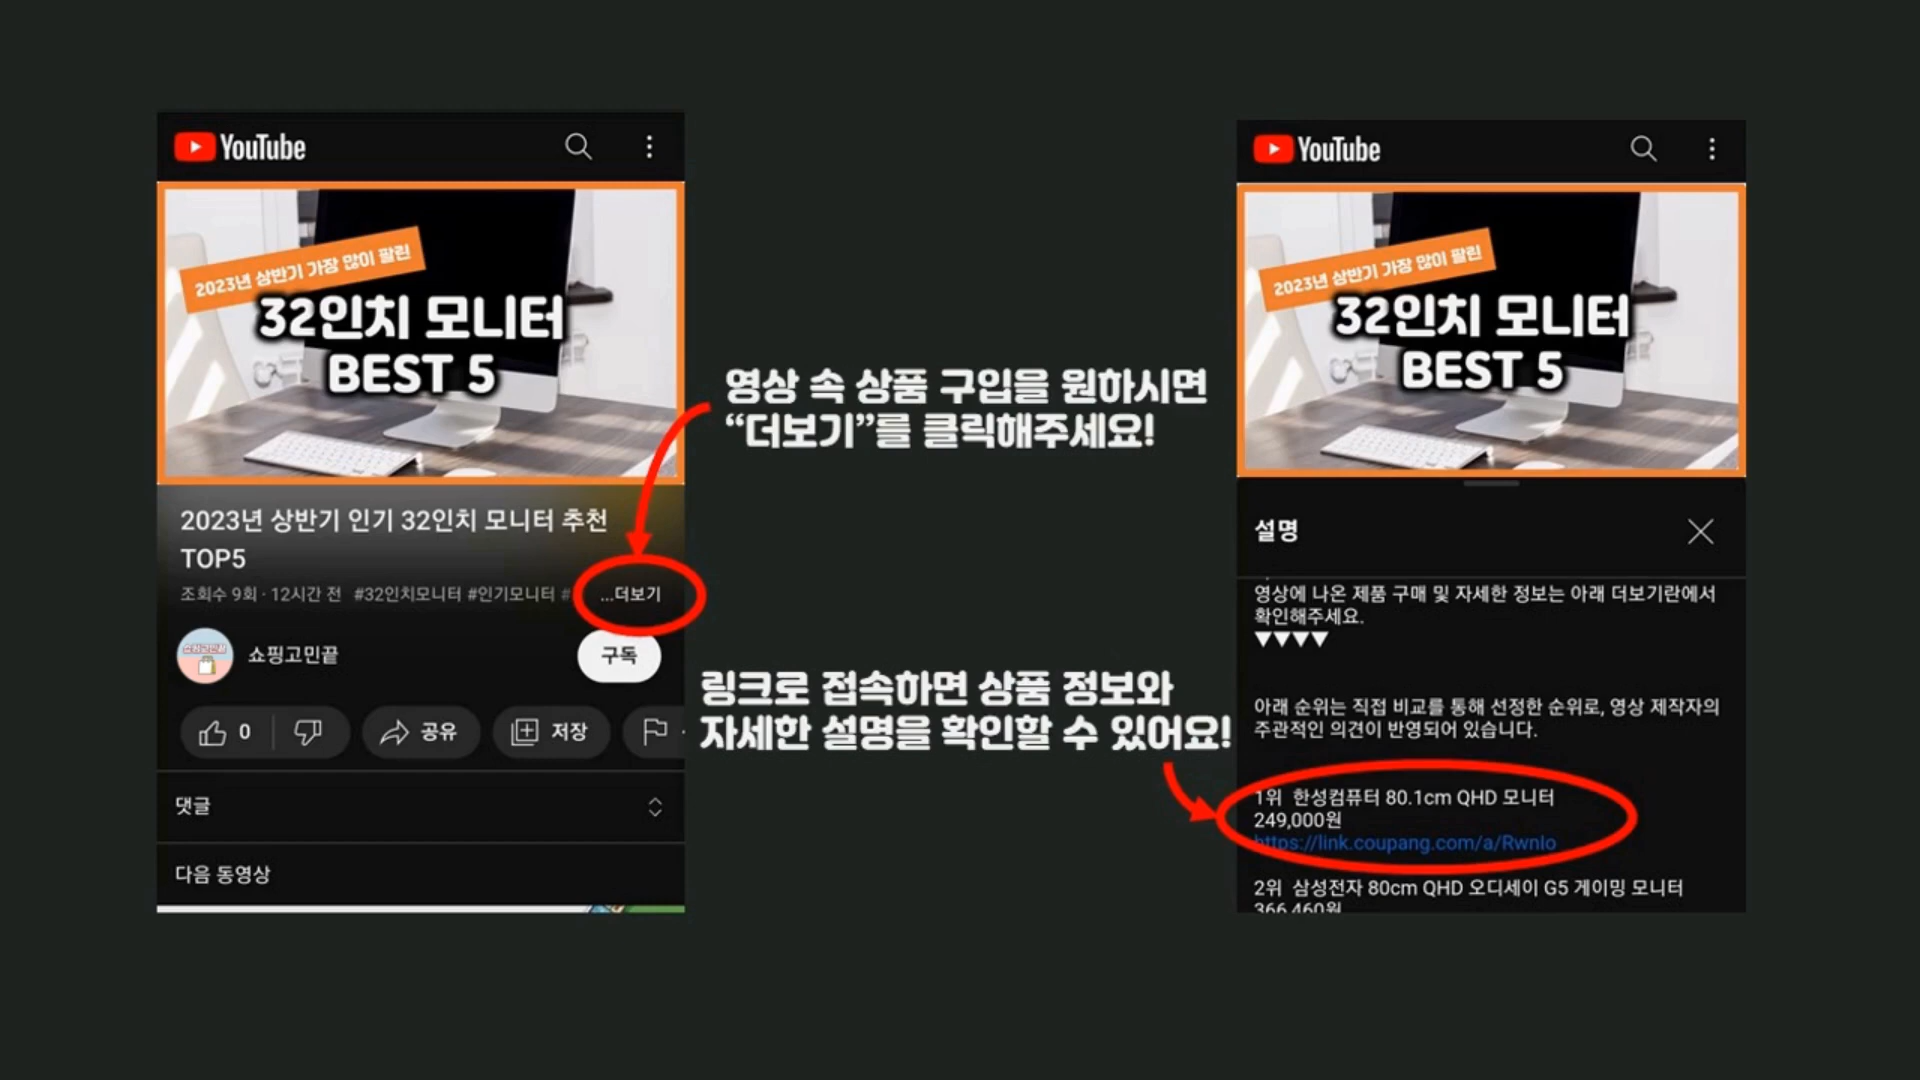 YouTube
2023년 상반기 가장 많이 팔린
32인치 모니터
BEST 5
2023년 상반기 인기 32인치 모니터 추천
TOP5
조회수 9회 · 12시간 전 #32인치모니터 #인기모니터 # ...더보기
쇼핑고민끝
쇼핑고민끝
구독
0
공유
저장
댓글
다음 동영상
영상 속 상품 구입을 원하시면
“더보기”를 클릭해주세요!
링크로 접속하면 상품 정보와
자세한 설명을 확인할 수 있어요!
YouTube
2023년 상반기 가장 많이 팔린
32인치 모니터
BEST 5
설명
영상에 나온 제품 구매 및 자세한 정보는 아래 더보기란에서
확인해주세요.
▼▼▼▼
아래 순위는 직접 비교를 통해 선정한 순위로, 영상 제작자의
주관적인 의견이 반영되어 있습니다.
1위 한성컴퓨터 80.1cm QHD 모니터
249,000원
https://link.coupang.com/a/RwnIo
2위 삼성전자 80cm QHD 오디세이 G5 게이밍 모니터
366,460원